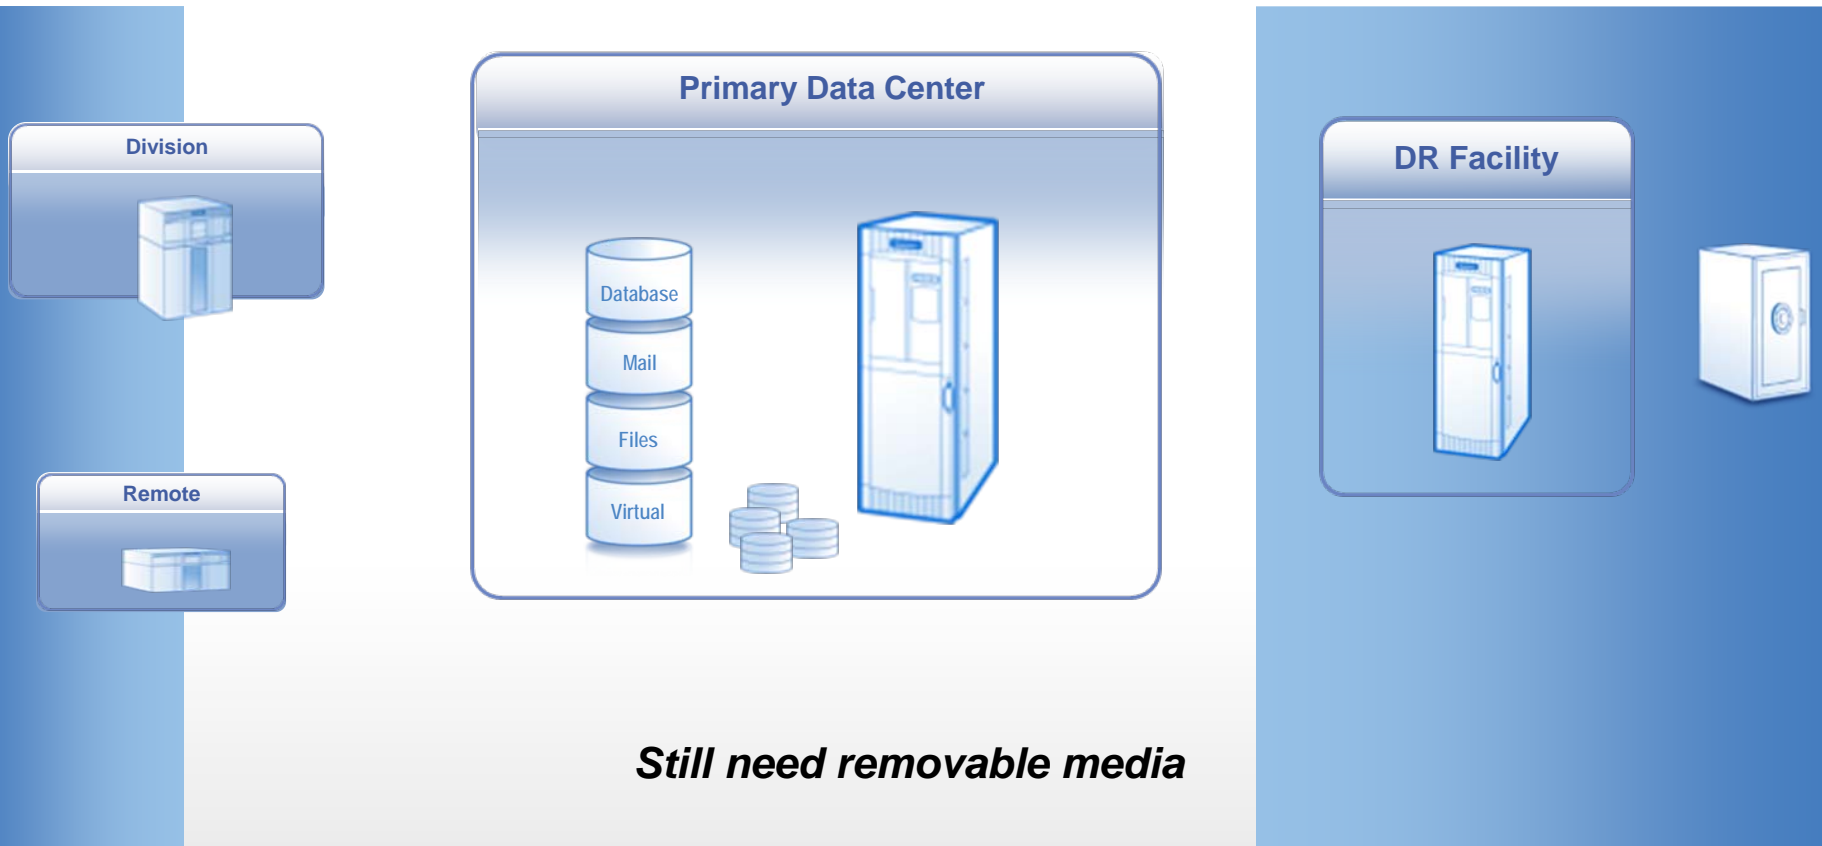 Primary Data Center
Division
DR Facility
Database
Mail
Files
Remote
Virtual
Still need removable media